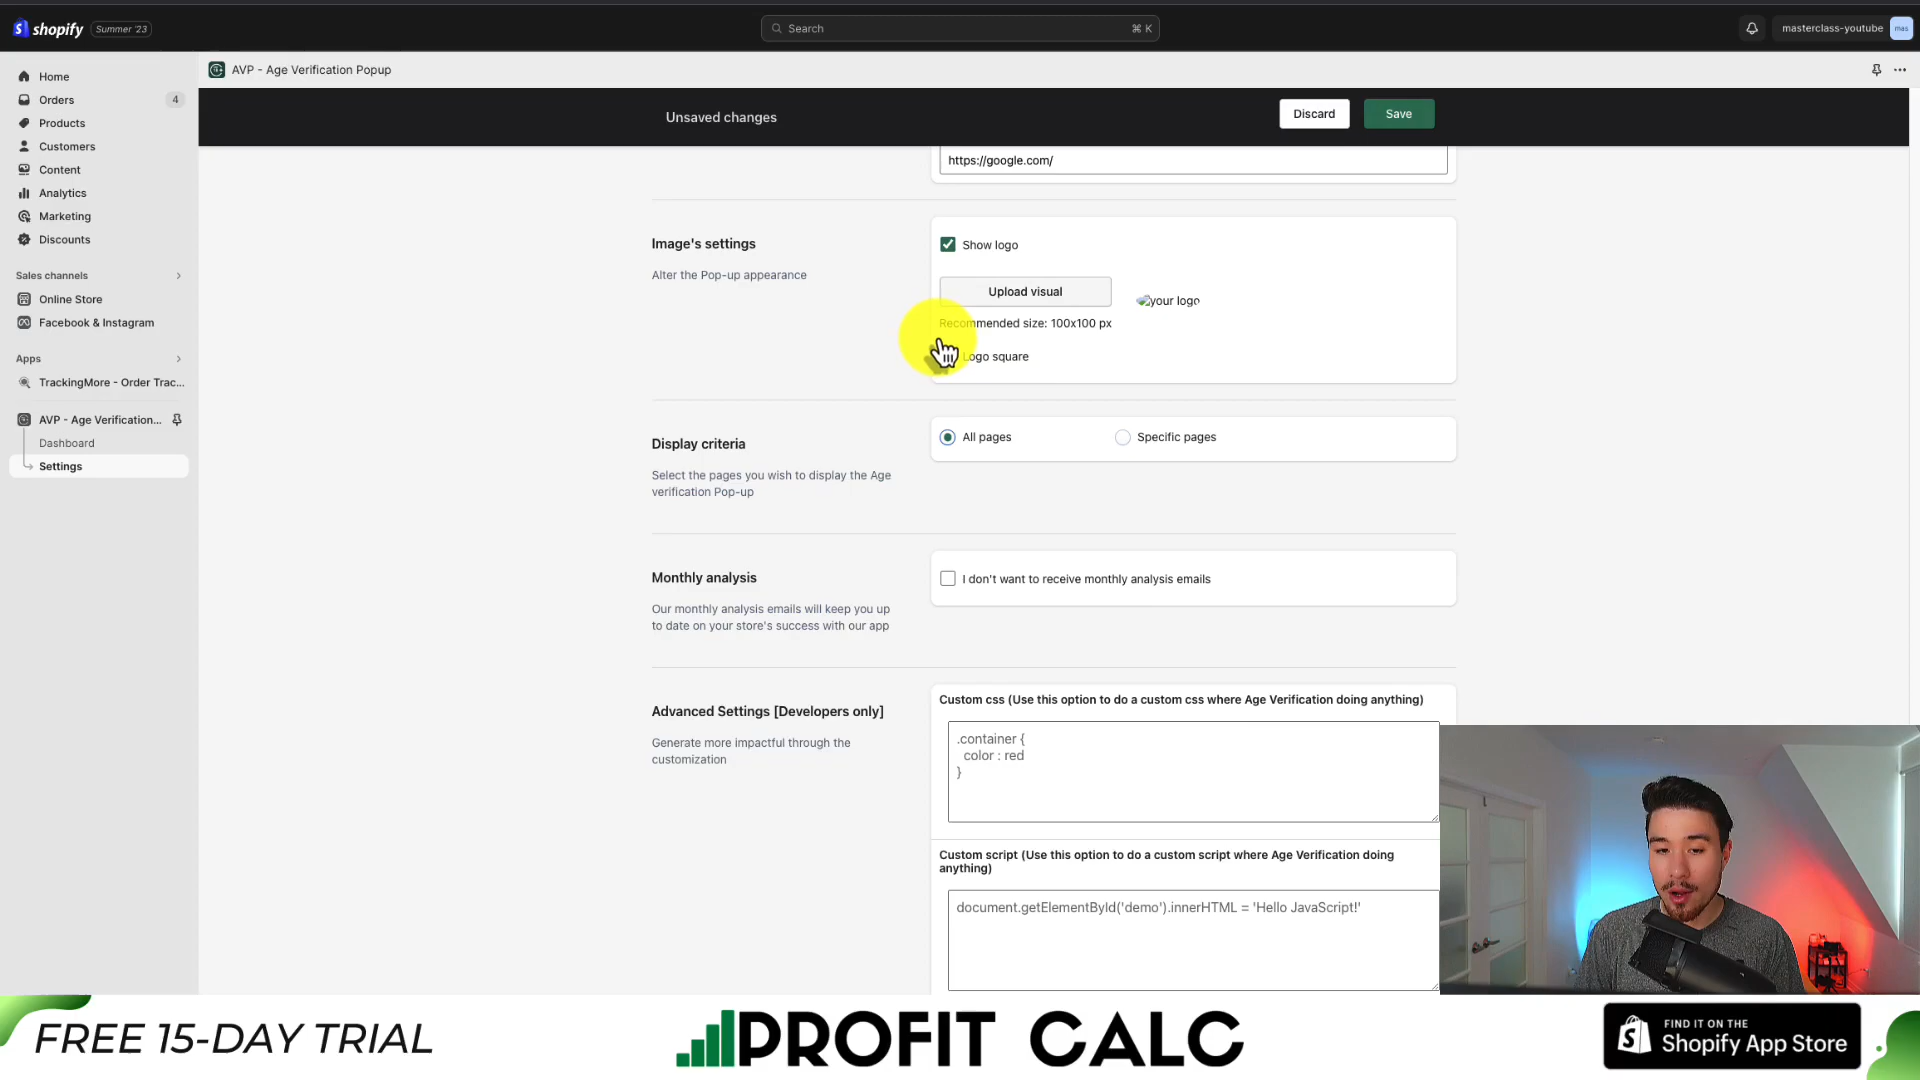 shopify Summer '23
Search ⌘ K
masterclass-youtube
mas
Home
Orders 4
Products
Customers
Content
Analytics
Marketing
Discounts
Sales channels
Online Store
Facebook & Instagram
Apps
TrackingMore - Order Trac...
AVP - Age Verification...
Dashboard
Settings
AVP - Age Verification Popup
Unsaved changes
Discard
Save
https://google.com/
Image's settings
Alter the Pop-up appearance
Show logo
Upload visual
your logo
Recommended size: 100x100 px
Logo square
Display criteria
Select the pages you wish to display the Age
verification Pop-up
All pages
Specific pages
Monthly analysis
Our monthly analysis emails will keep you up
to date on your store's success with our app
I don't want to receive monthly analysis emails
Advanced Settings [Developers only]
Generate more impactful through the
customization
Custom css (Use this option to do a custom css where Age Verification doing anything)
.container {
color : red
}
Custom script (Use this option to do a custom script where Age Verification doing
anything)
document.getElementById('demo').innerHTML = 'Hello JavaScript!'
FREE 15-DAY TRIAL
PROFIT CALC
FIND IT ON THE
Shopify App Store